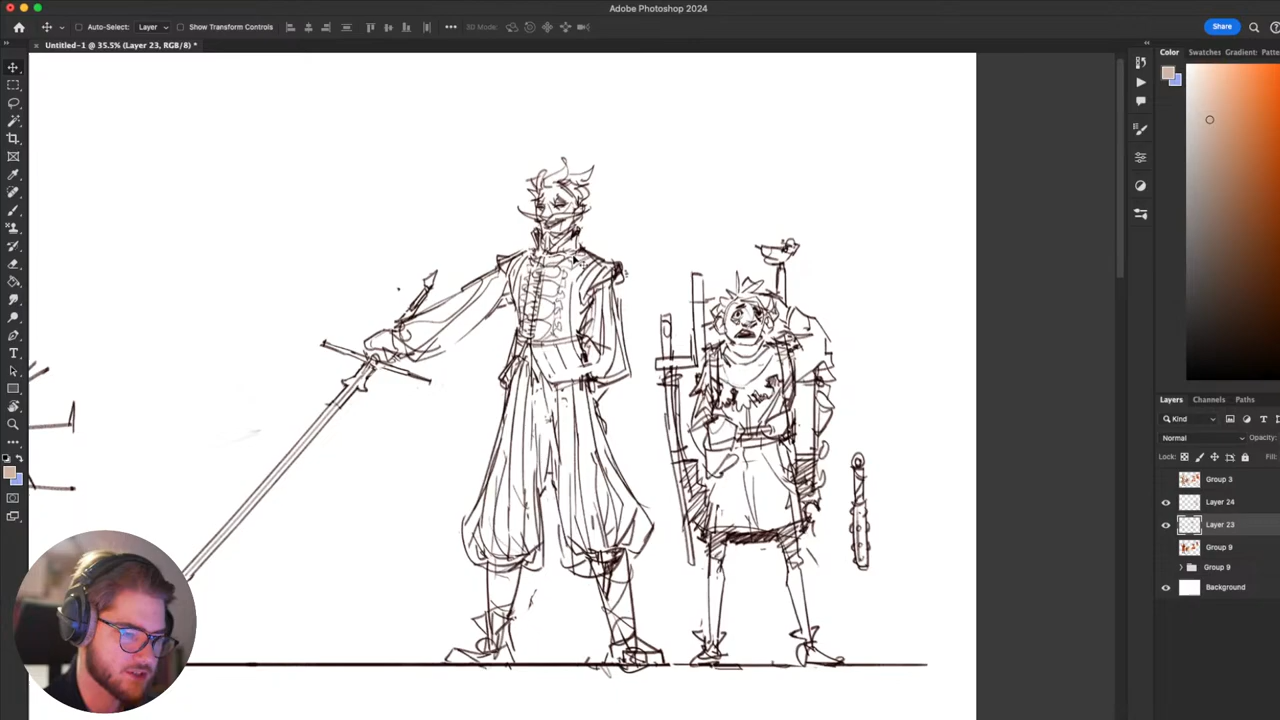 Adobe Photoshop 2024
Auto-Select: Layer Show Transform Controls 3D Mode: Share
Untitled-1 @ 35.5% (Layer 23, RGB/8) *
Color Swatches Gradient: Patte
Layers Channels Paths
Kind
Normal Opacity:
Lock: Fill:
Group 3
Layer 24
Layer 23
Group 9
Group 9
Background